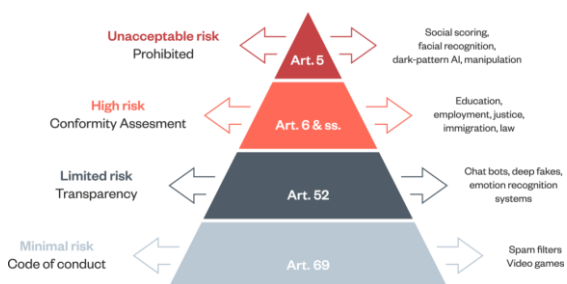 Unacceptable risk
Prohibited
Art. 5
Social scoring,
facial recognition,
dark-pattern AI, manipulation
High risk
Conformity Assesment
Art. 6 & ss.
Education,
employment, justice,
immigration, law
Limited risk
Transparency
Art. 52
Chat bots, deep fakes,
emotion recognition
systems
Minimal risk
Code of conduct
Art. 69
Spam filters
Video games